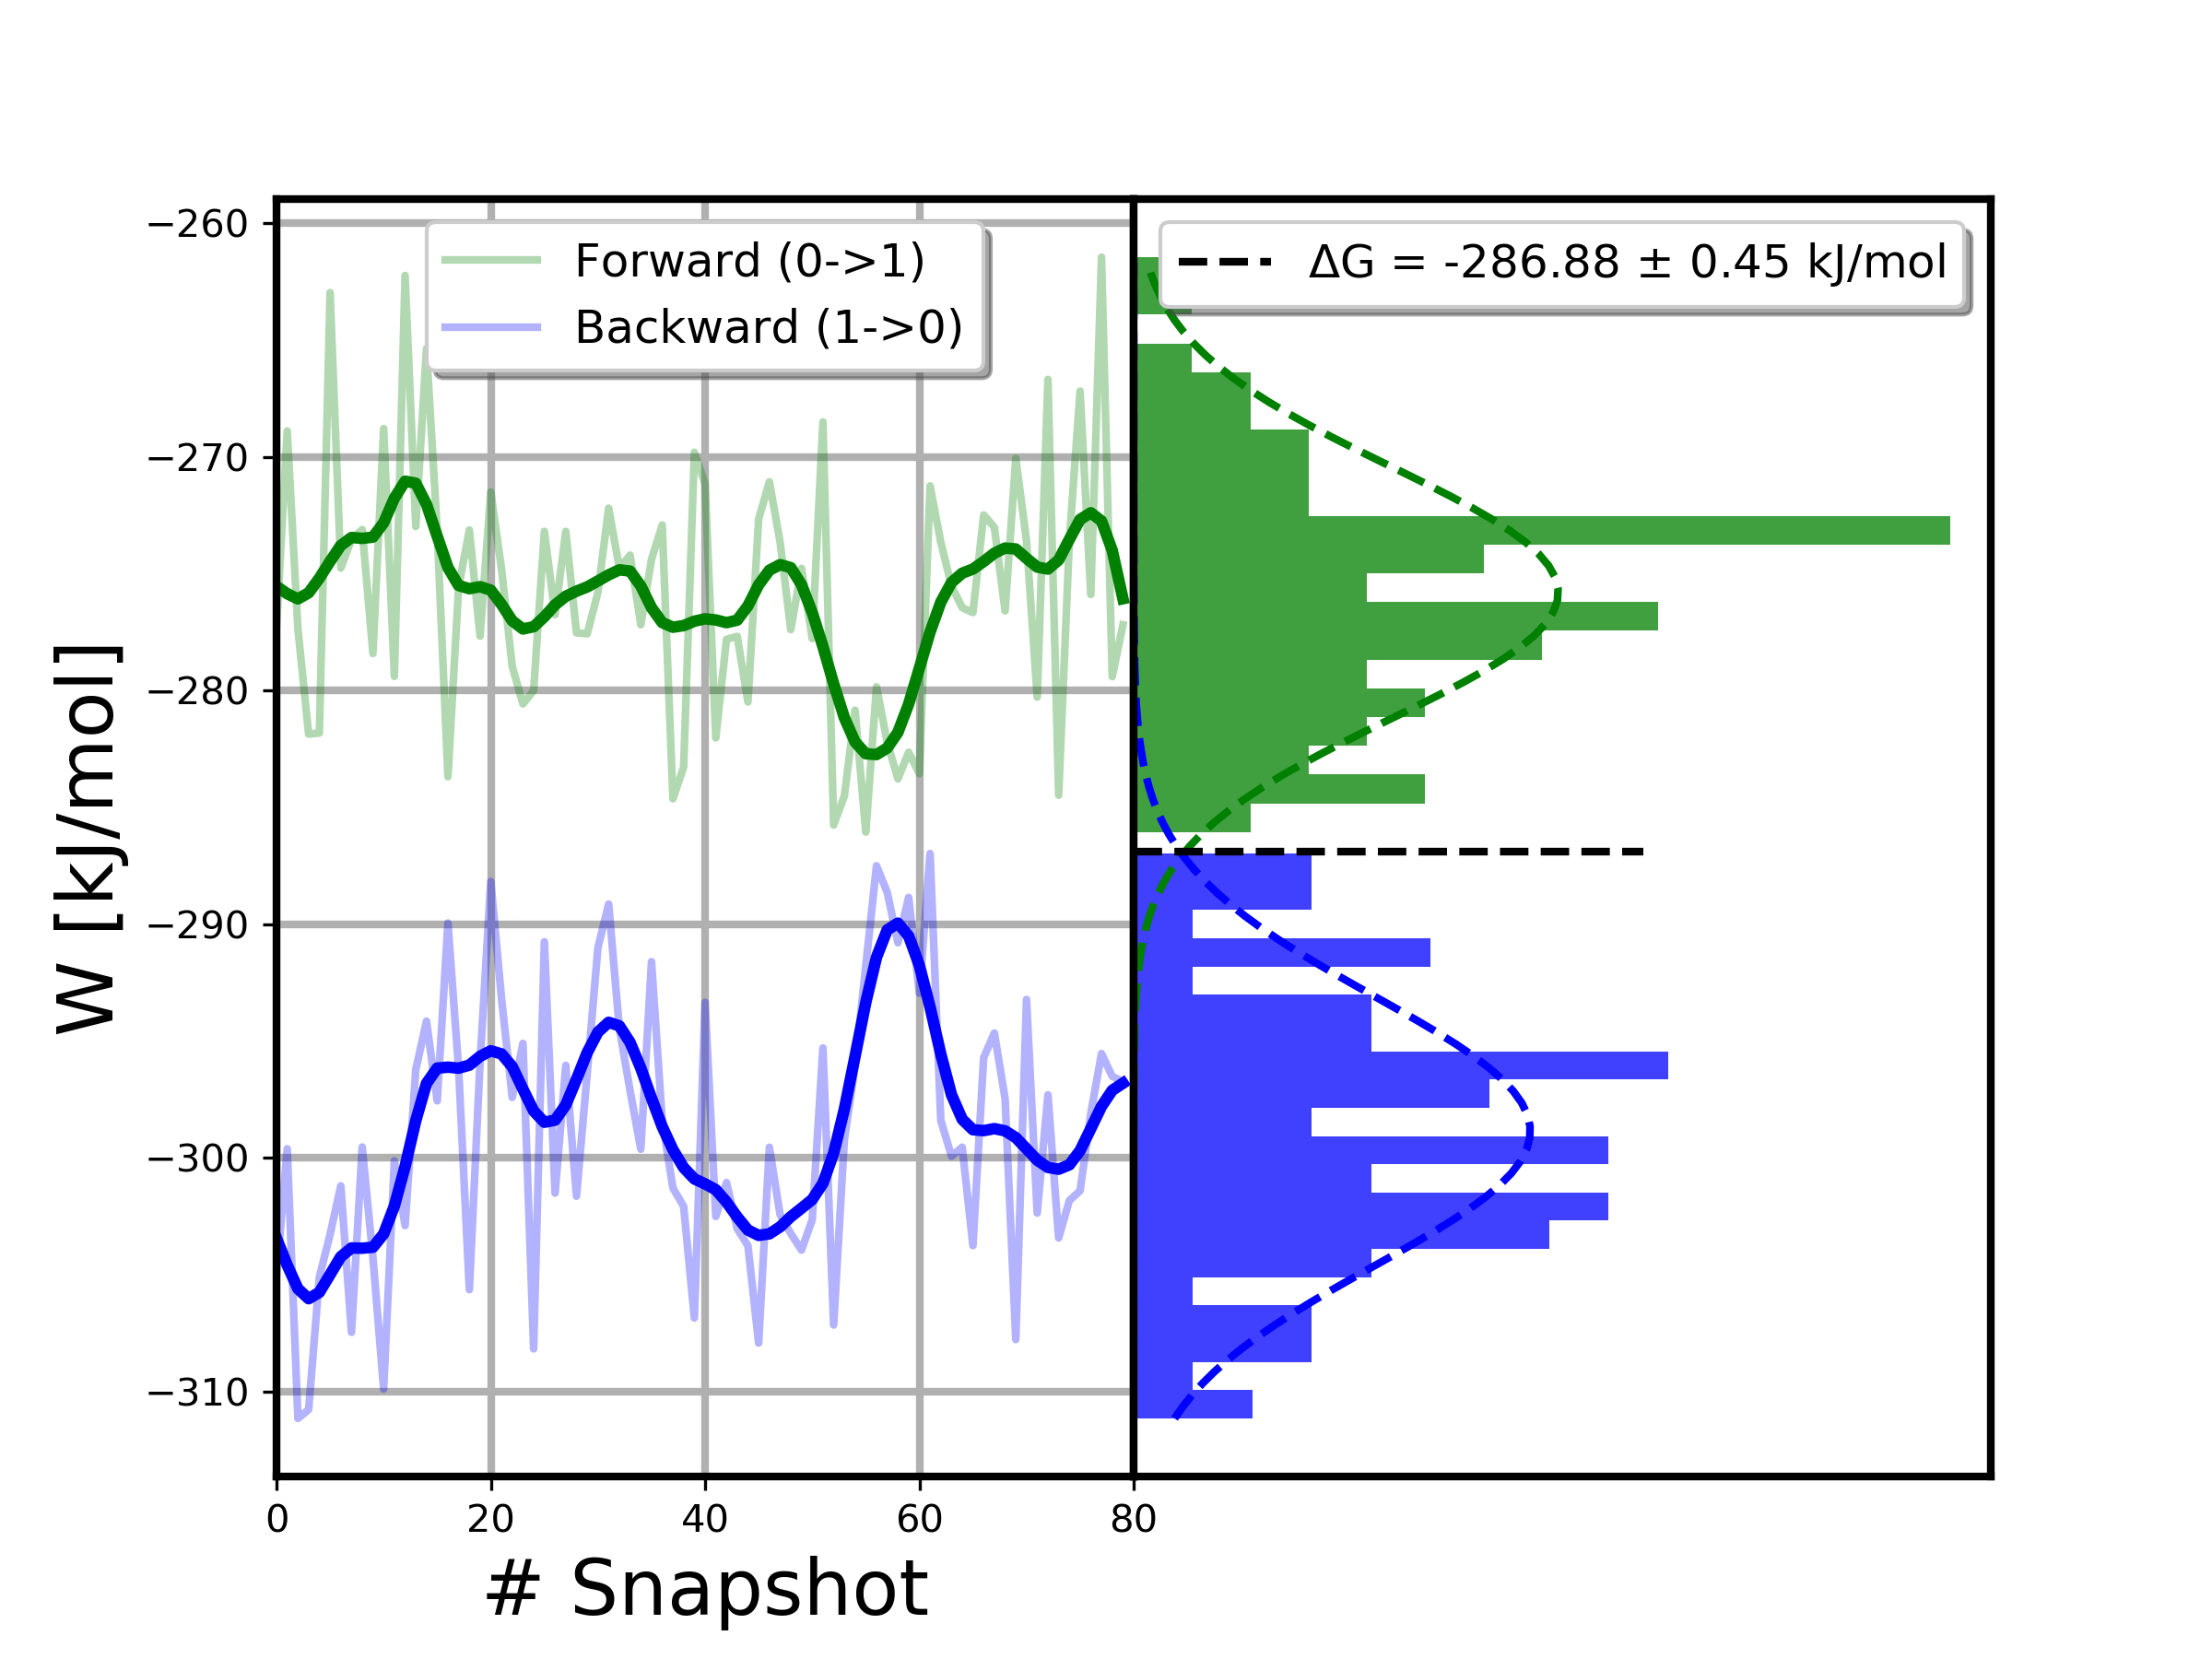 −260
−270
−280
−290
−300
−310
W [kJ/mol]
Forward (0->1)
Backward (1->0)
ΔG = -286.88 ± 0.45 kJ/mol
0 20 40 60 80
# Snapshot